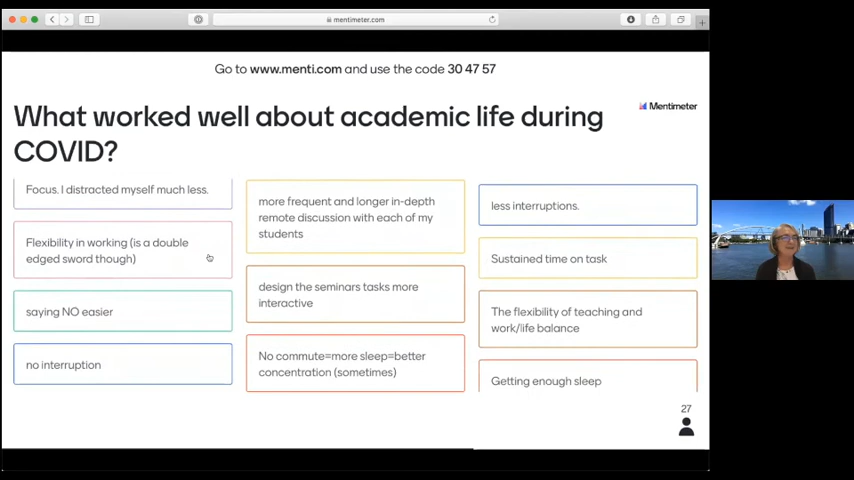 mentimeter.com
Go to www.menti.com and use the code 30 47 57
What worked well about academic life during
COVID?
Mentimeter
Focus. I distracted myself much less.
Flexibility in working (is a double
edged sword though)
saying NO easier
no interruption
more frequent and longer in-depth
remote discussion with each of my
students
design the seminars tasks more
interactive
No commute=more sleep=better
concentration (sometimes)
less interruptions.
Sustained time on task
The flexibility of teaching and
work/life balance
Getting enough sleep
27